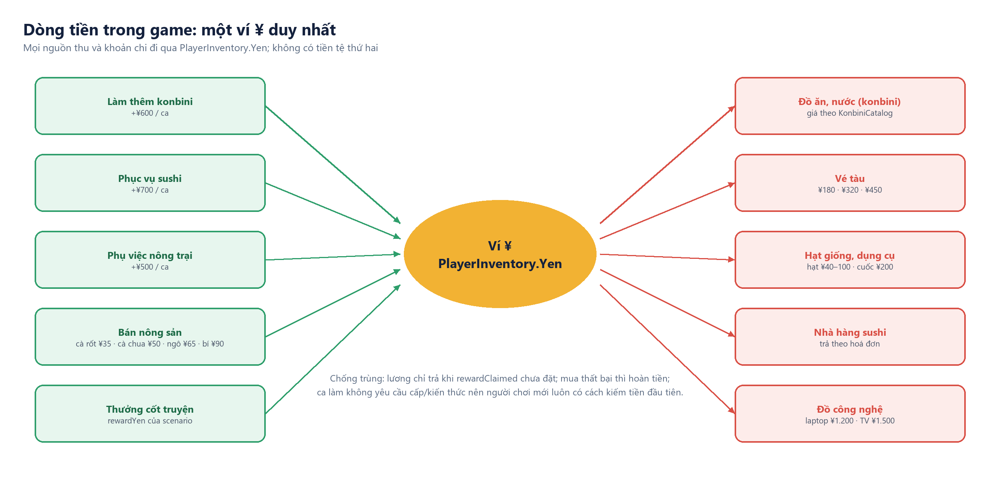 Dòng tiền trong game: một ví ¥ duy nhất
Mọi nguồn thu và khoản chi đi qua PlayerInventory.Yen; không có tiền tệ thứ hai
Làm thêm konbini
+¥600 / ca
Phục vụ sushi
+¥700 / ca
Phụ việc nông trại
+¥500 / ca
Bán nông sản
cà rốt ¥35 · cà chua ¥50 · ngô ¥65 · bí ¥90
Thưởng cốt truyện
rewardYen của scenario
Ví ¥
PlayerInventory.Yen
Chống trùng: lương chỉ trả khi rewardClaimed chưa đặt; mua thất bại thì hoàn tiền;
ca làm không yêu cầu cấp/kiến thức nên người chơi mới luôn có cách kiếm tiền đầu tiên.
Đồ ăn, nước (konbini)
giá theo KonbiniCatalog
Vé tàu
¥180 · ¥320 · ¥450
Hạt giống, dụng cụ
hạt ¥40–100 · cuốc ¥200
Nhà hàng sushi
trả theo hoá đơn
Đồ công nghệ
laptop ¥1.200 · TV ¥1.500